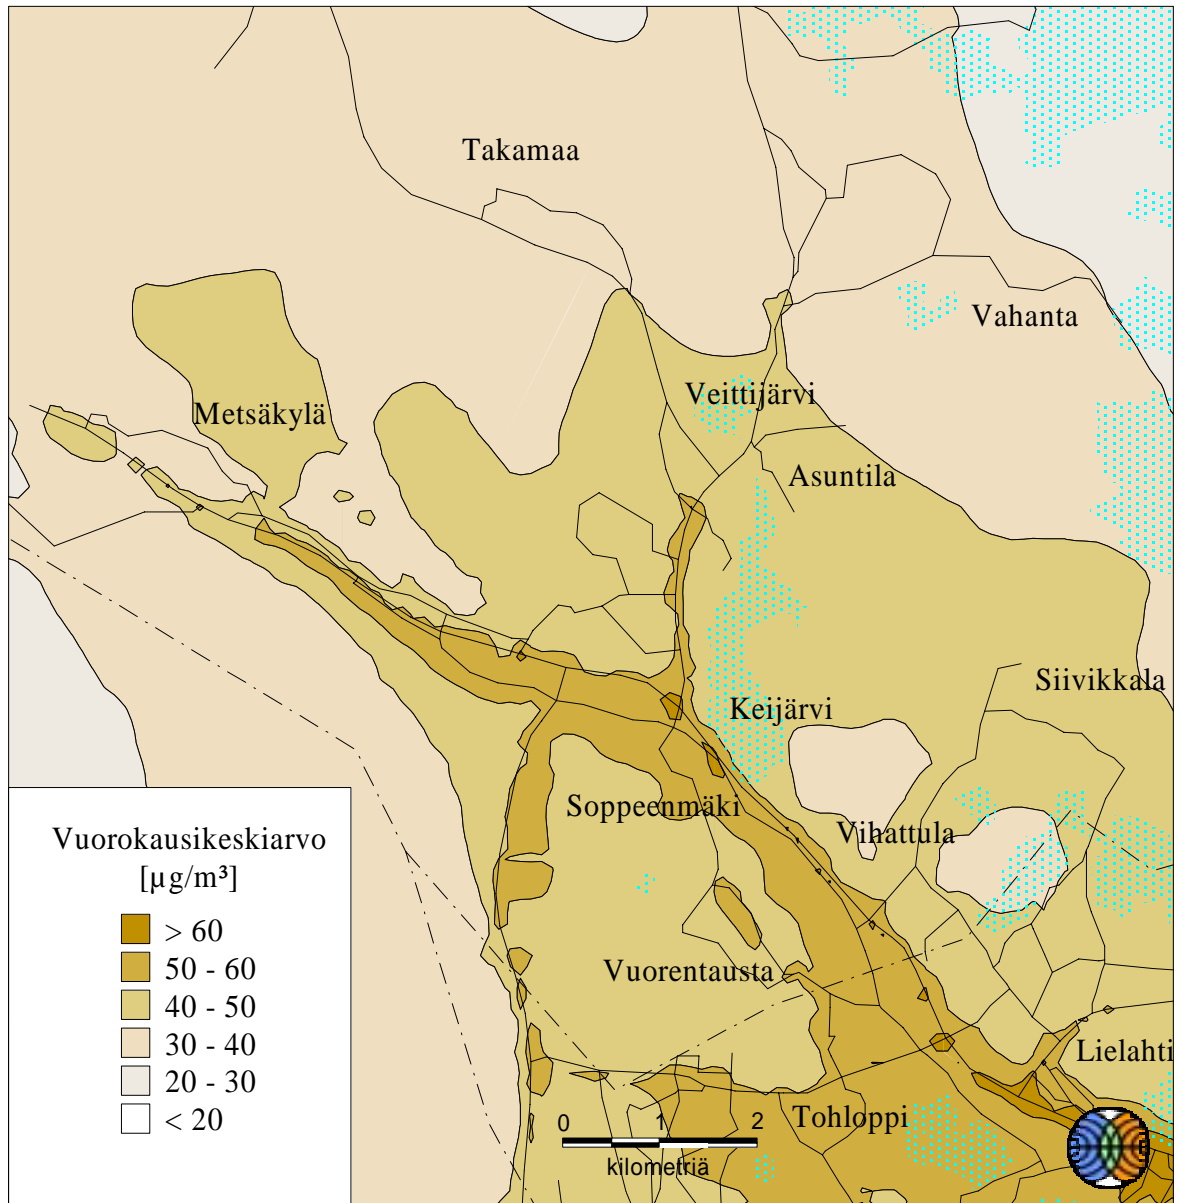 Takamaa
Vahanta
Veittijärvi
Metsäkylä
Asuntila
Siivikkala
Keijärvi
Soppeenmäki
Vihattula
Vuorentausta
Lielahti
Tohloppi
Vuorokausikeskiarvo
[µg/m³]
> 60
50 - 60
40 - 50
30 - 40
20 - 30
< 20
0 1 2
kilometriä